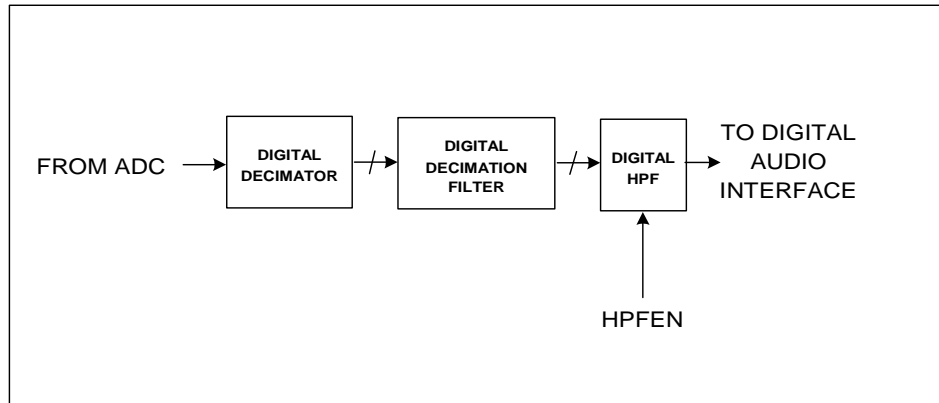 FROM ADC
DIGITAL
DECIMATOR
DIGITAL
DECIMATION
FILTER
DIGITAL
HPF
TO DIGITAL
AUDIO
INTERFACE
HPFEN